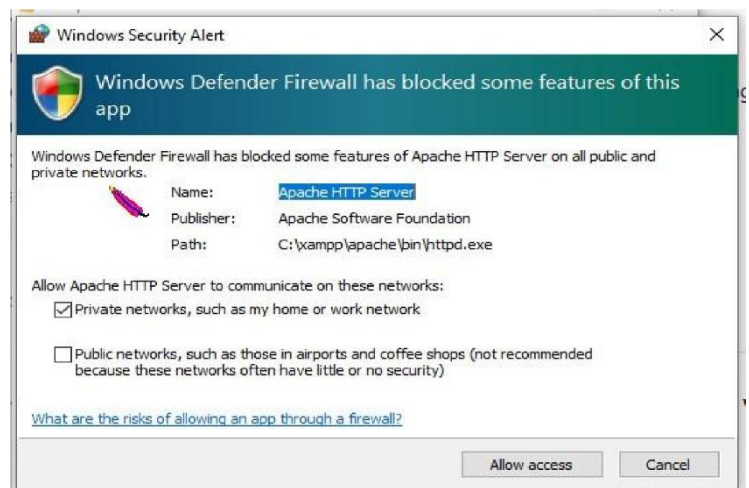 Windows Security Alert
Windows Defender Firewall has blocked some features of this
app
Windows Defender Firewall has blocked some features of Apache HTTP Server on all public and
private networks.
Name: Apache HTTP Server
Publisher: Apache Software Foundation
Path: C:\xampp\apache\bin\httpd.exe
Allow Apache HTTP Server to communicate on these networks:
Private networks, such as my home or work network
Public networks, such as those in airports and coffee shops (not recommended
because these networks often have little or no security)
What are the risks of allowing an app through a firewall?
Allow access Cancel